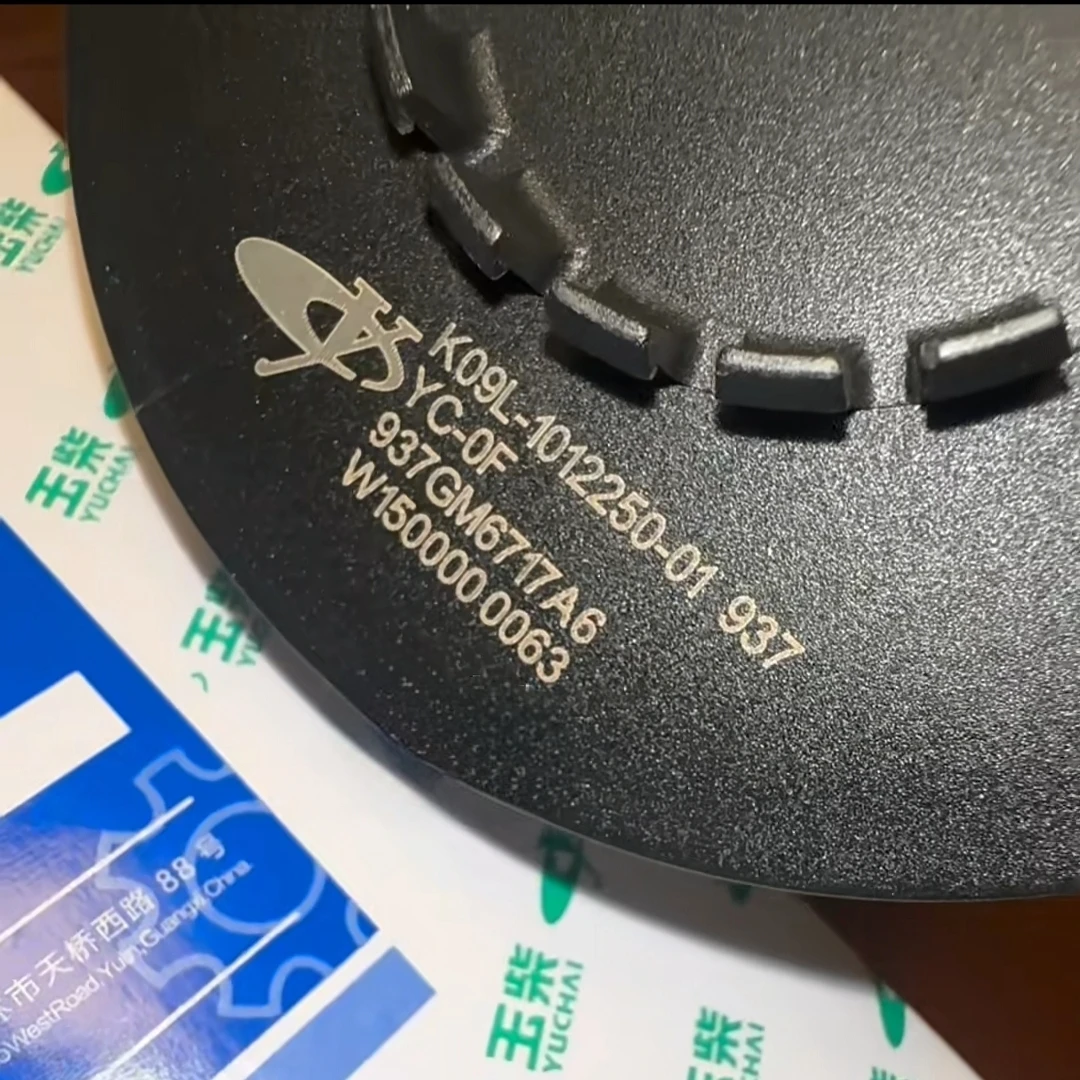 K09L-1012250-01 937
YC-0F
937GM6717A6
W150000.0063
玉柴
YUCHAI
玉柴
YUCHAI
玉柴
玉柴
YUCHAI
玉柴
YUCHAI
市天桥西路 88 号
WestRoad, Yulin, Guangxi, China.